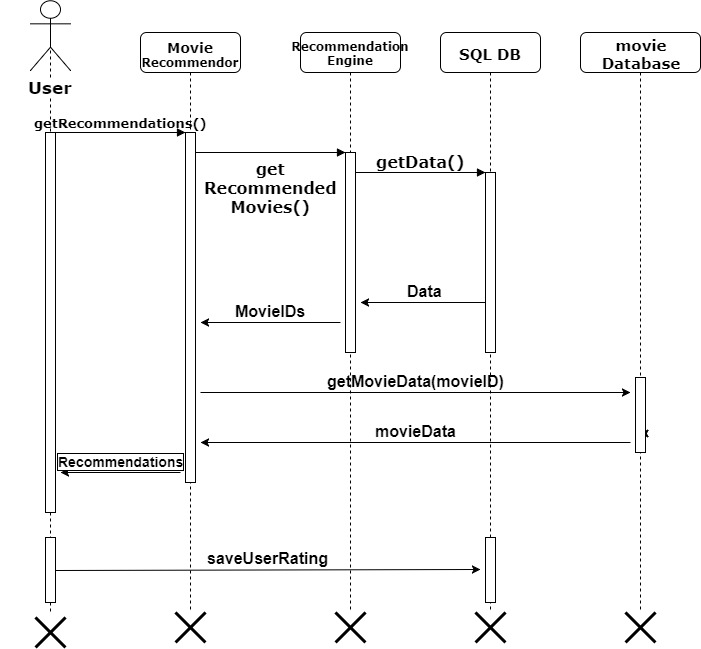 User
Movie
Recommendor
Recommendation
Engine
SQL DB
movie
Database
getRecommendations()
get
Recommended
Movies()
getData()
Data
MovieIDs
getMovieData(movieID)
movieData
Recommendations
saveUserRating